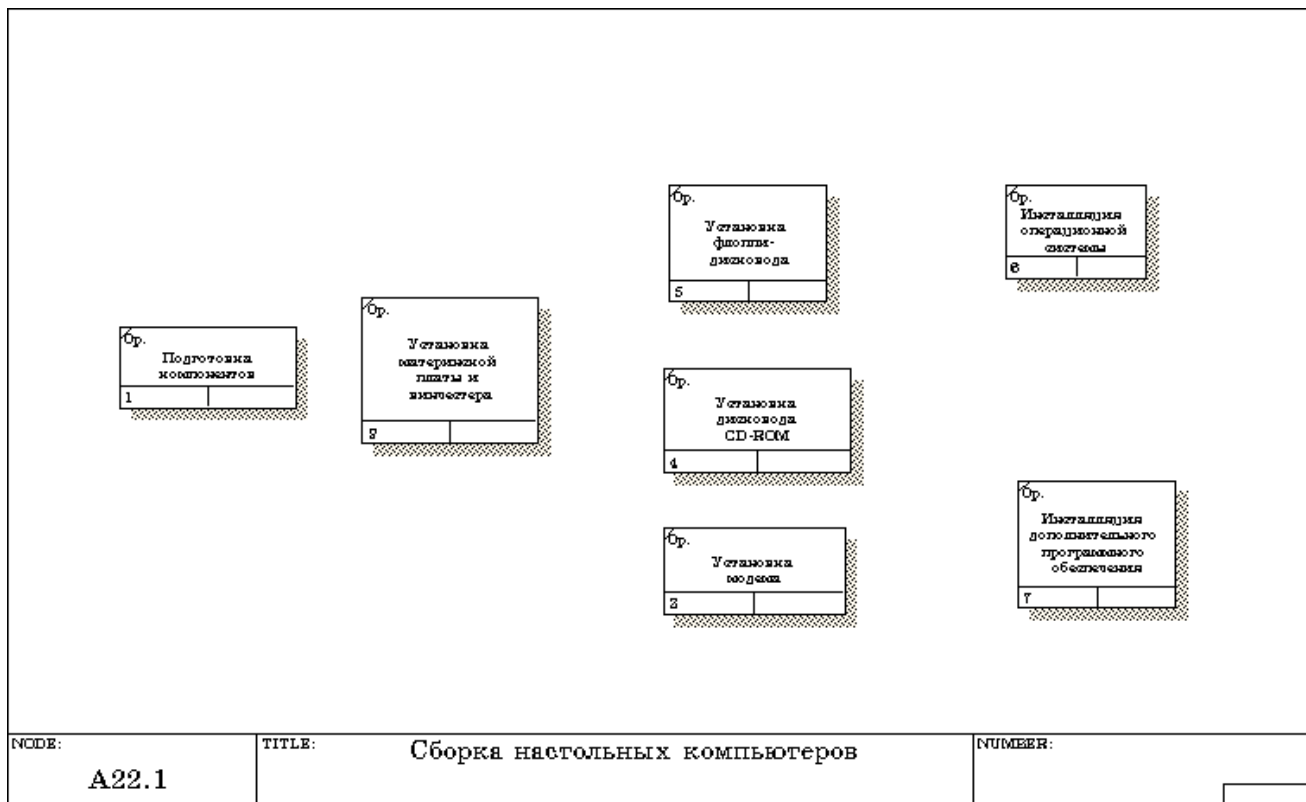 0р.
Подготовка
компонентов
1
0р.
Установка
материнской
платы и
винчестера
3
0р.
Установка
флоппи-
дисковода
5
0р.
Установка
дисковода
CD-ROM
4
0р.
Установка
модема
2
0р.
Инсталляция
операционной
системы
6
0р.
Инсталляция
дополнительного
программного
обеспечения
7
NODE:
A22.1
TITLE:
Сборка настольных компьютеров
NUMBER: